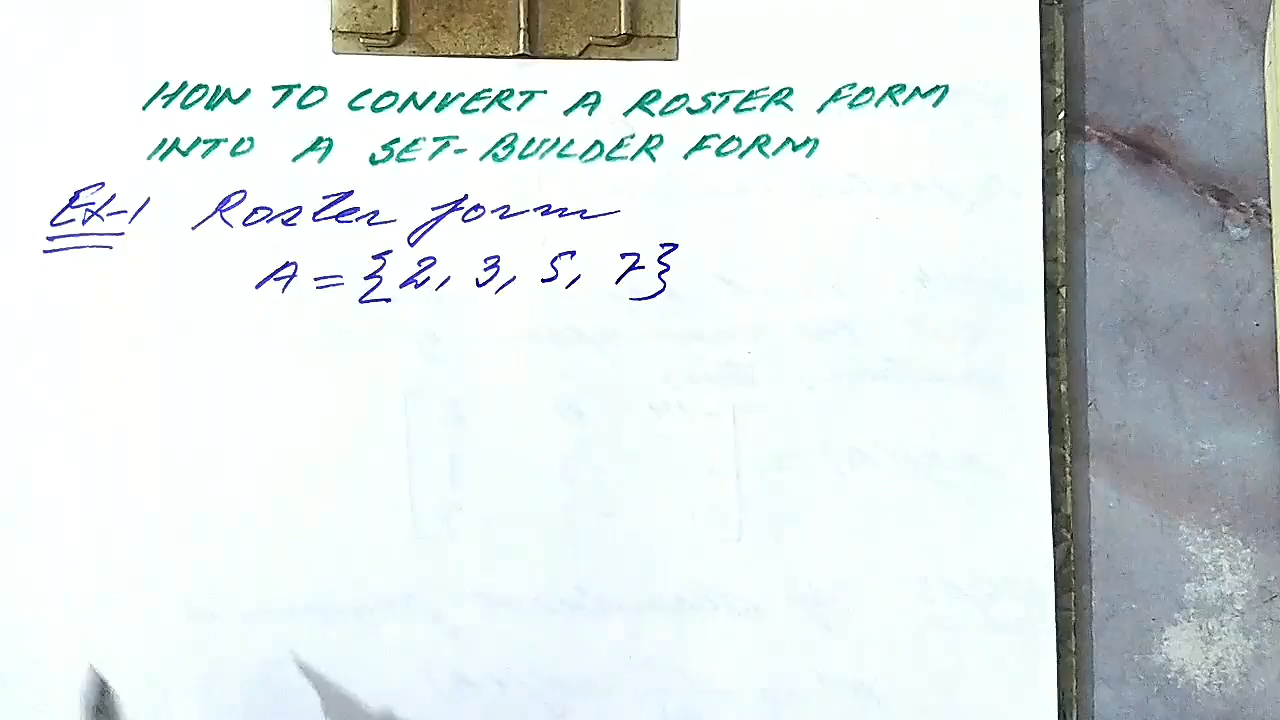 HOW TO CONVERT A ROSTER FORM
INTO A SET-BUILDER FORM
Ex-1 Roster form
A = {2, 3, 5, 7}